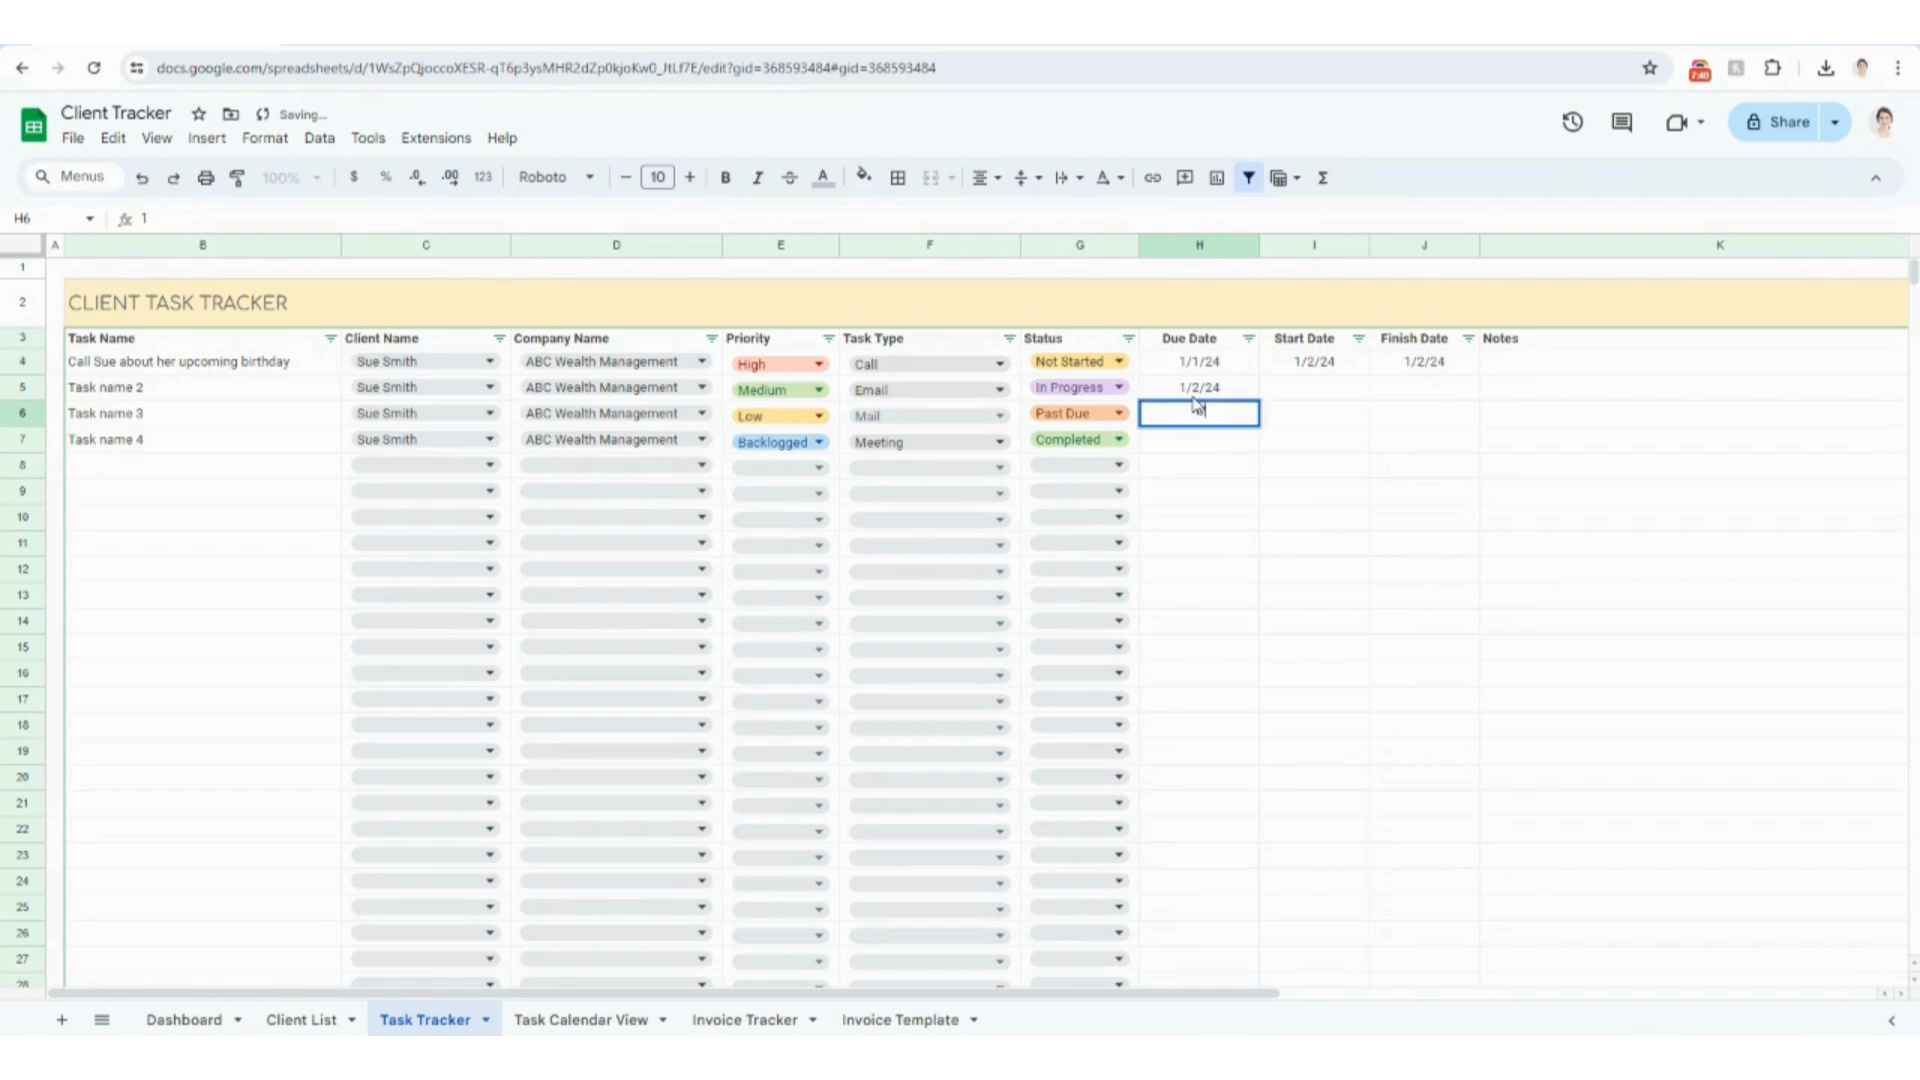 docs.google.com/spreadsheets/d/1WsZpQjoccoXESR-qT6p3ysMHR2dZp0kjoKw0_JtLf7E/edit?gid=368593484#gid=368593484
7:40
Client Tracker Saving...
File Edit View Insert Format Data Tools Extensions Help
Share
Menus 100% $ % .0 .00 123 Roboto 10 B I A Σ
H6 fx 1
A B C D E F G H I J K
1
2 CLIENT TASK TRACKER
3 Task Name Client Name Company Name Priority Task Type Status Due Date Start Date Finish Date Notes
4 Call Sue about her upcoming birthday Sue Smith ABC Wealth Management High Call Not Started 1/1/24 1/2/24 1/2/24
5 Task name 2 Sue Smith ABC Wealth Management Medium Email In Progress 1/2/24
6 Task name 3 Sue Smith ABC Wealth Management Low Mail Past Due
7 Task name 4 Sue Smith ABC Wealth Management Backlogged Meeting Completed
8
9
10
11
12
13
14
15
16
17
18
19
20
21
22
23
24
25
26
27
28
Dashboard Client List Task Tracker Task Calendar View Invoice Tracker Invoice Template